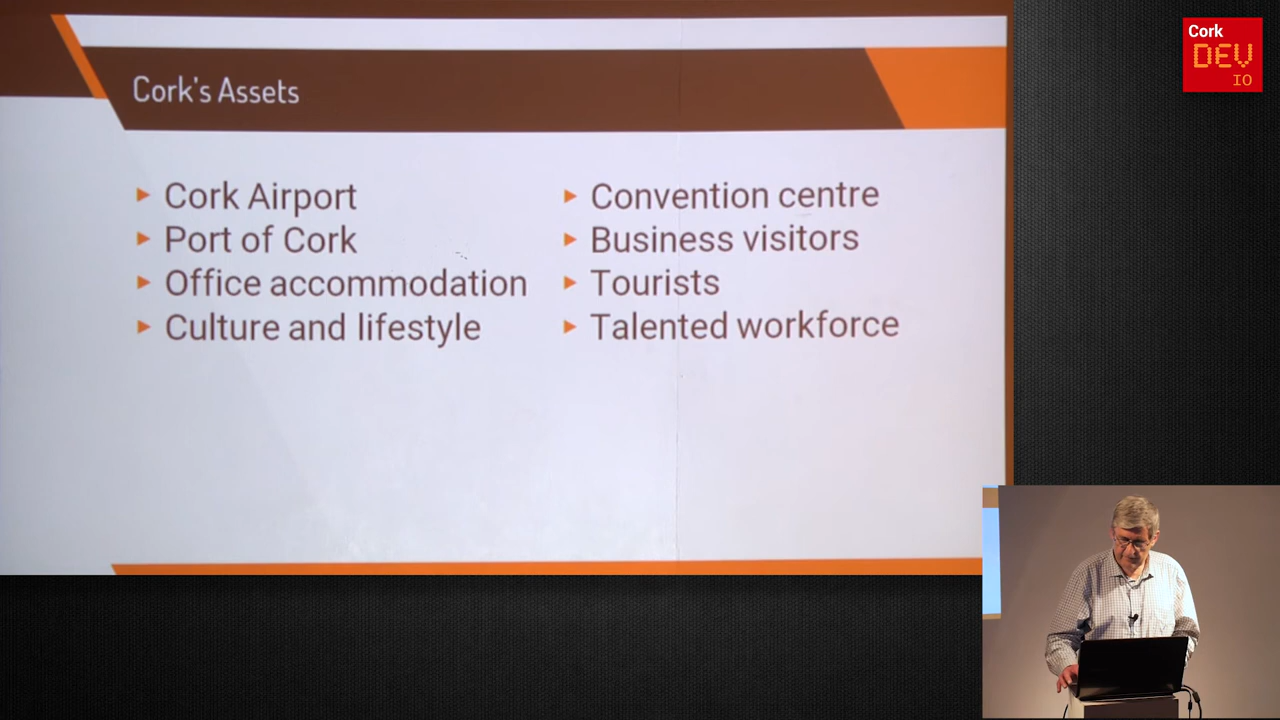 Cork's Assets
Cork Airport
Port of Cork
Office accommodation
Culture and lifestyle
Convention centre
Business visitors
Tourists
Talented workforce
Cork
DEV
IO